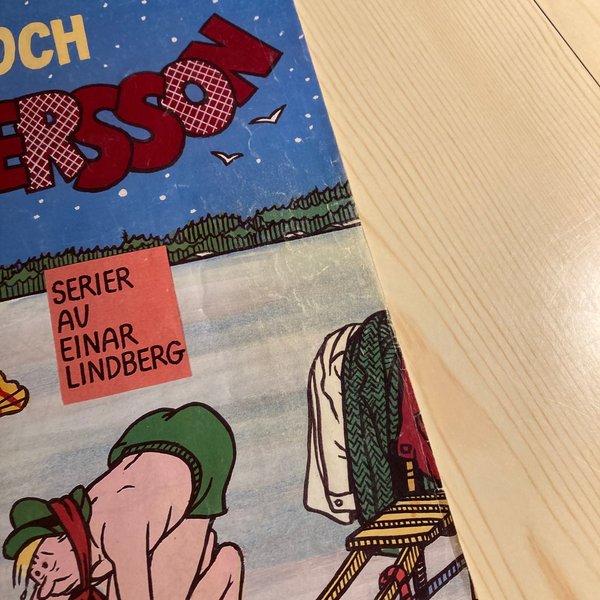 OCH
ERSSON
SERIER
AV
EINAR
LINDBERG